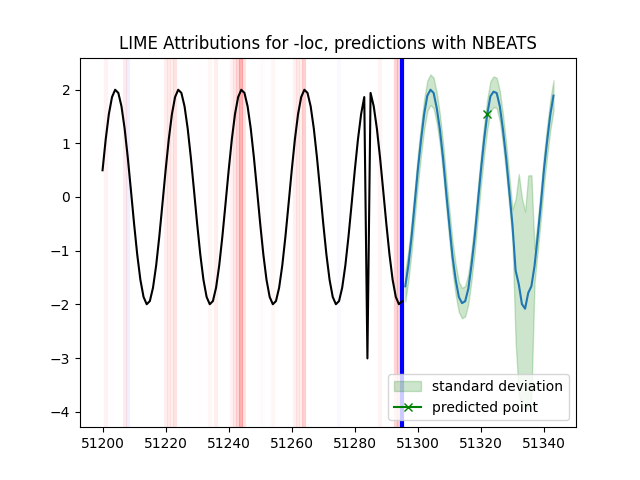 LIME Attributions for -loc, predictions with NBEATS
2
1
0
−1
−2
−3
−4
standard deviation
predicted point
51200 51220 51240 51260 51280 51300 51320 51340